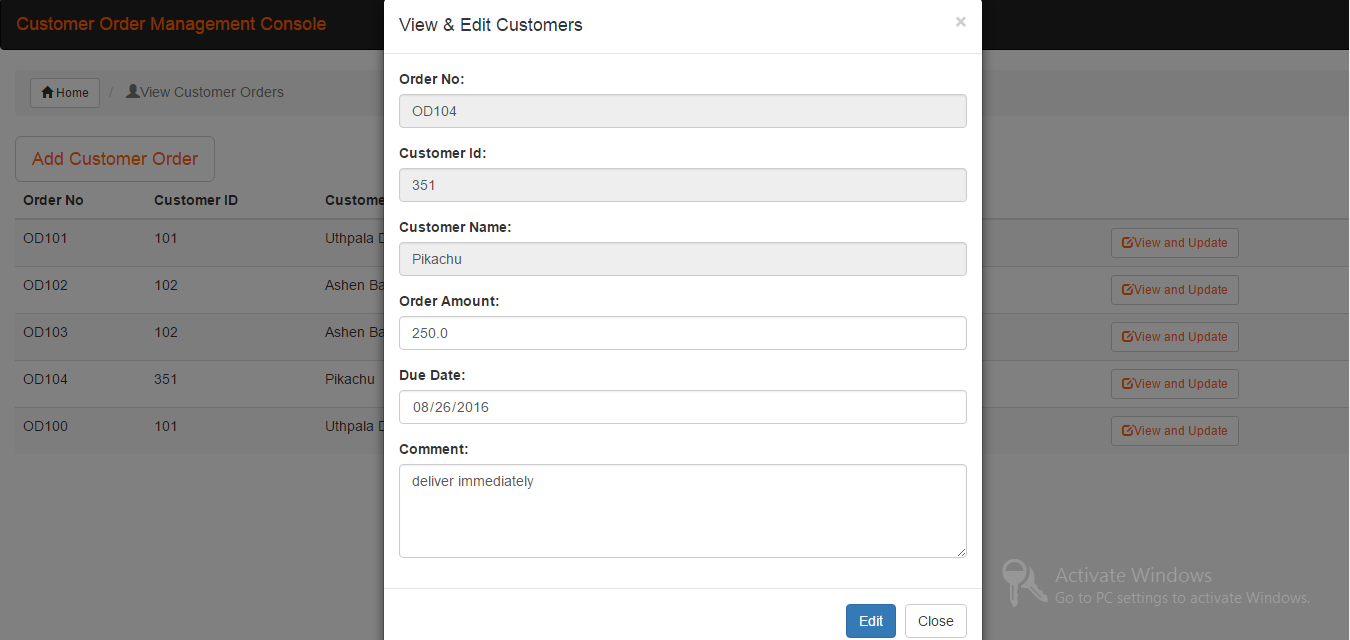 Customer Order Management Console
Home / View Customer Orders
Add Customer Order
Order No Customer ID
OD101 101 Uthpala View and Update
OD102 102 Ashen View and Update
OD103 102 Ashen View and Update
OD104 351 Pikachu View and Update
OD100 101 Uthpala View and Update
View & Edit Customers ×
Order No:
OD104
Customer Id:
351
Customer Name:
Pikachu
Order Amount:
250.0
Due Date:
08/26/2016
Comment:
deliver immediately
Edit Close
Activate Windows
Go to PC settings to activate Windows.